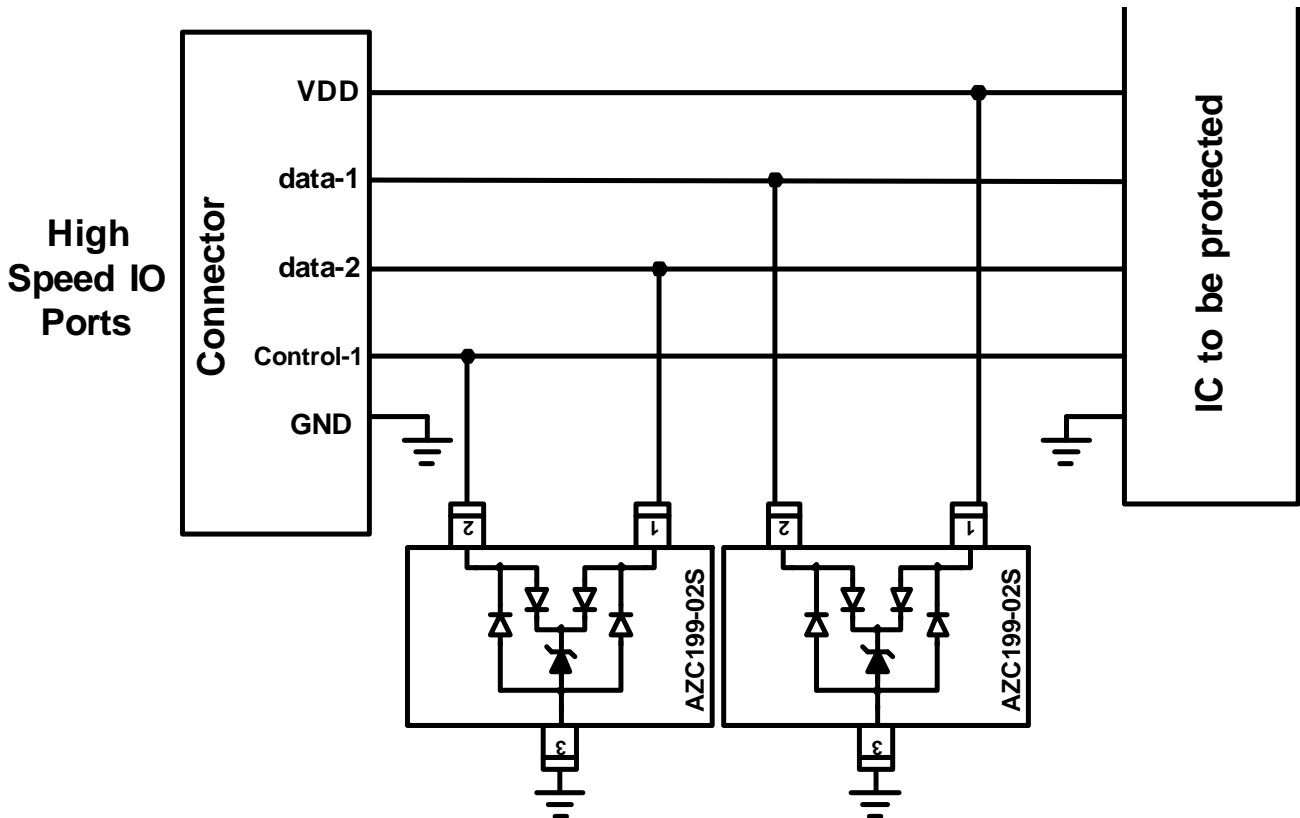 High
Speed IO
Ports
Connector
VDD
data-1
data-2
Control-1
GND
IC to be protected
2
1
2
1
AZC199-02S
AZC199-02S
3
3